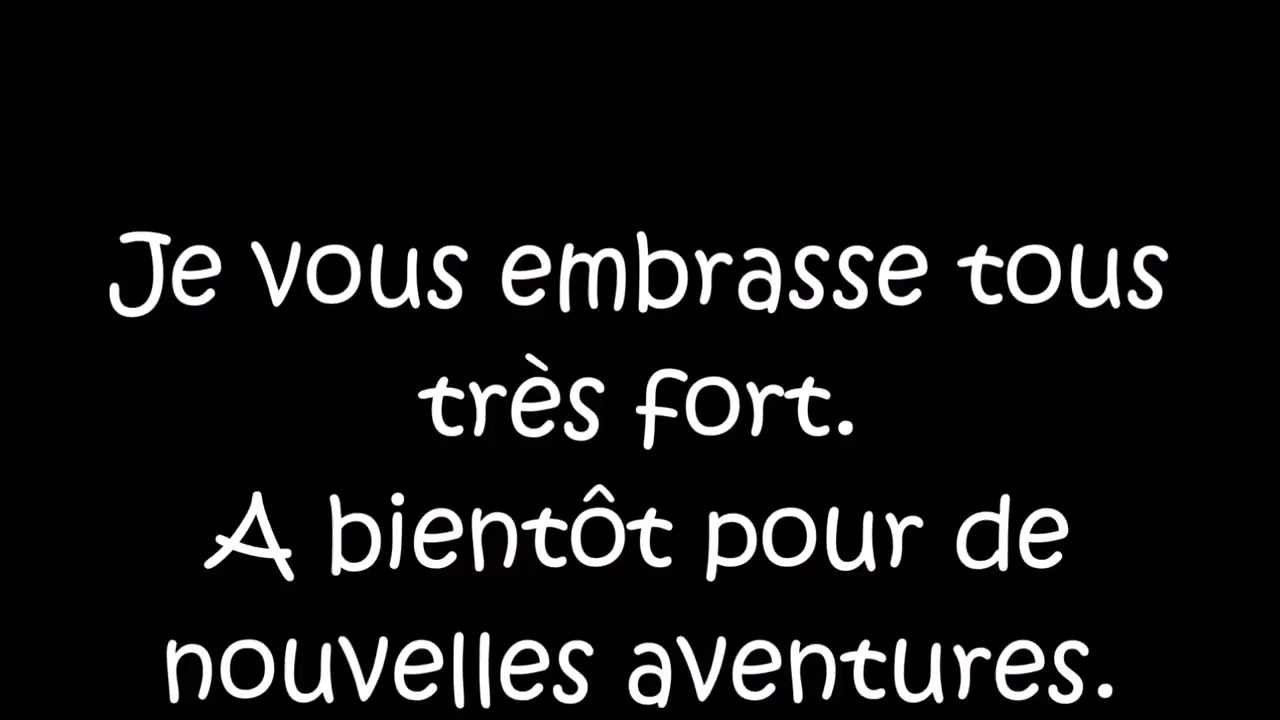 Je vous embrasse tous
très fort.
A bientôt pour de
nouvelles aventures.